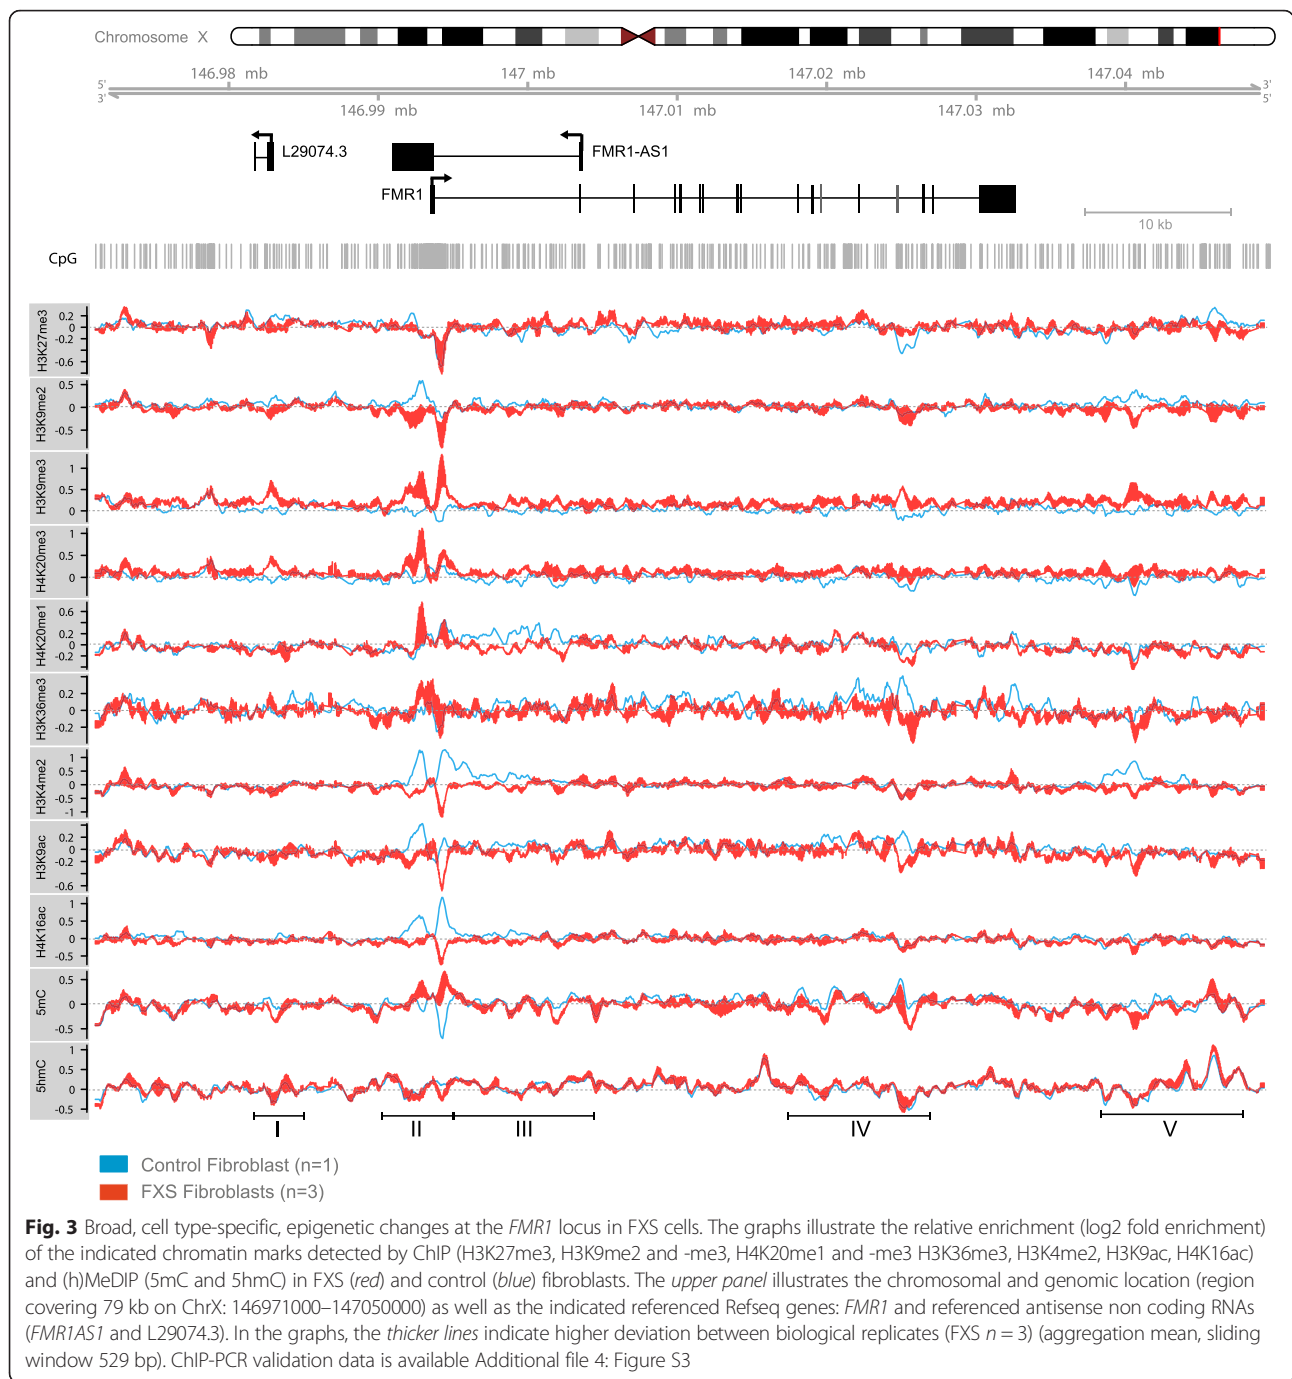 Chromosome X
146.98 mb 147 mb 147.02 mb 147.04 mb
5' 3'
3' 5'
146.99 mb 147.01 mb 147.03 mb
L29074.3 FMR1-AS1
FMR1
10 kb
CpG
H3K27me3
0.2
0
-0.2
-0.6
H3K9me2
0.5
0
-0.5
H3K9me3
1
0.5
0
H4K20me3
1
0.5
0
H4K20me1
0.6
0.2
0
-0.2
H3K36me3
0.2
0
-0.2
H3K4me2
1
0.5
0
-0.5
-1
H3K9ac
0.2
0
-0.2
-0.6
H4K16ac
1
0.5
0
-0.5
5mC
0.5
0
-0.5
5hmC
1
0.5
0
-0.5
I II III IV V
Control Fibroblast (n=1)
FXS Fibroblasts (n=3)
Fig. 3 Broad, cell type-specific, epigenetic changes at the FMR1 locus in FXS cells. The graphs illustrate the relative enrichment (log2 fold enrichment)
of the indicated chromatin marks detected by ChIP (H3K27me3, H3K9me2 and -me3, H4K20me1 and -me3 H3K36me3, H3K4me2, H3K9ac, H4K16ac)
and (h)MeDIP (5mC and 5hmC) in FXS (red) and control (blue) fibroblasts. The upper panel illustrates the chromosomal and genomic location (region
covering 79 kb on ChrX: 146971000–147050000) as well as the indicated referenced Refseq genes: FMR1 and referenced antisense non coding RNAs
(FMR1AS1 and L29074.3). In the graphs, the thicker lines indicate higher deviation between biological replicates (FXS n = 3) (aggregation mean, sliding
window 529 bp). ChIP-PCR validation data is available Additional file 4: Figure S3